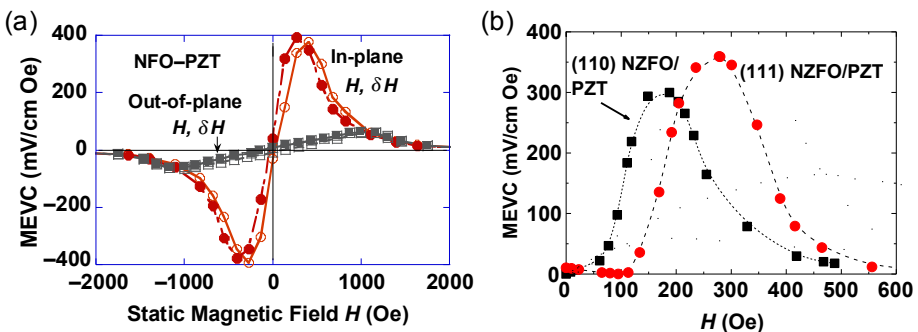 (a)
400
200
0
−200
−400
MEVC (mV/cm Oe)
NFO–PZT
In-plane
H, δH
Out-of-plane
H, δH
−2000 −1000 0 1000 2000
Static Magnetic Field H (Oe)
(b)
400
300
200
100
0
MEVC (mV/cm Oe)
(110) NZFO/
PZT
(111) NZFO/PZT
0 100 200 300 400 500 600
H (Oe)